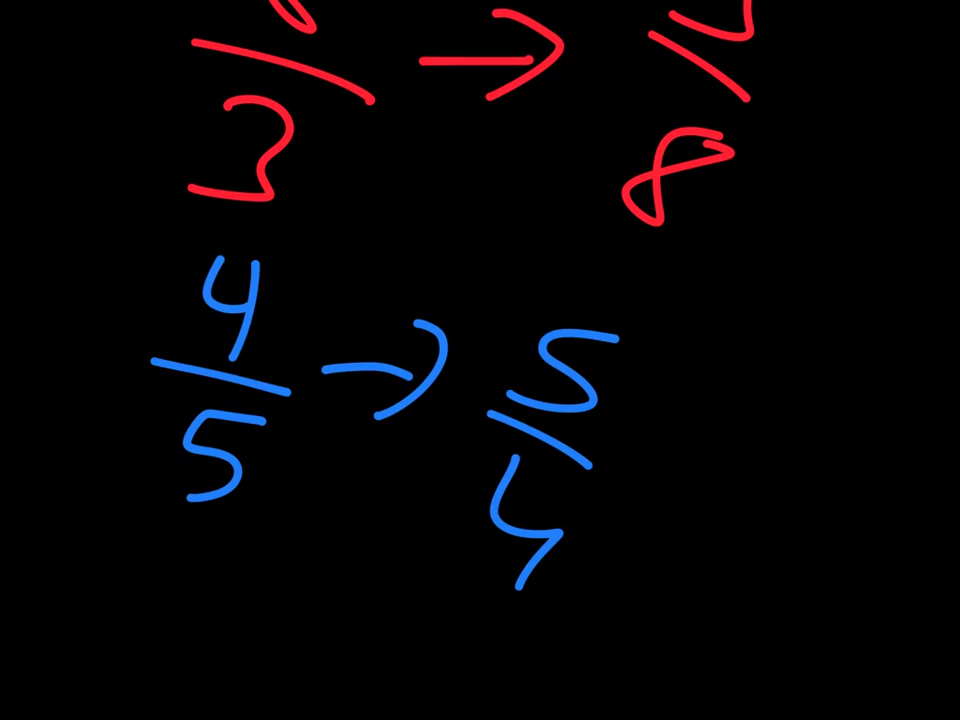 /3 → /8
4/5 → 5/4